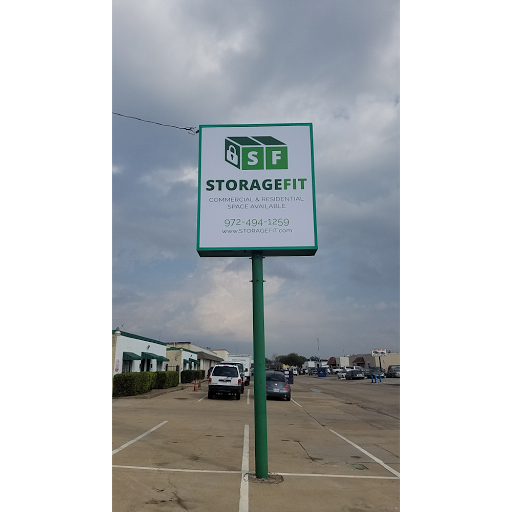 S F
STORAGEFIT
COMMERCIAL & RESIDENTIAL
SPACE AVAILABLE
972-494-1259
www.STORAGEFIT.com